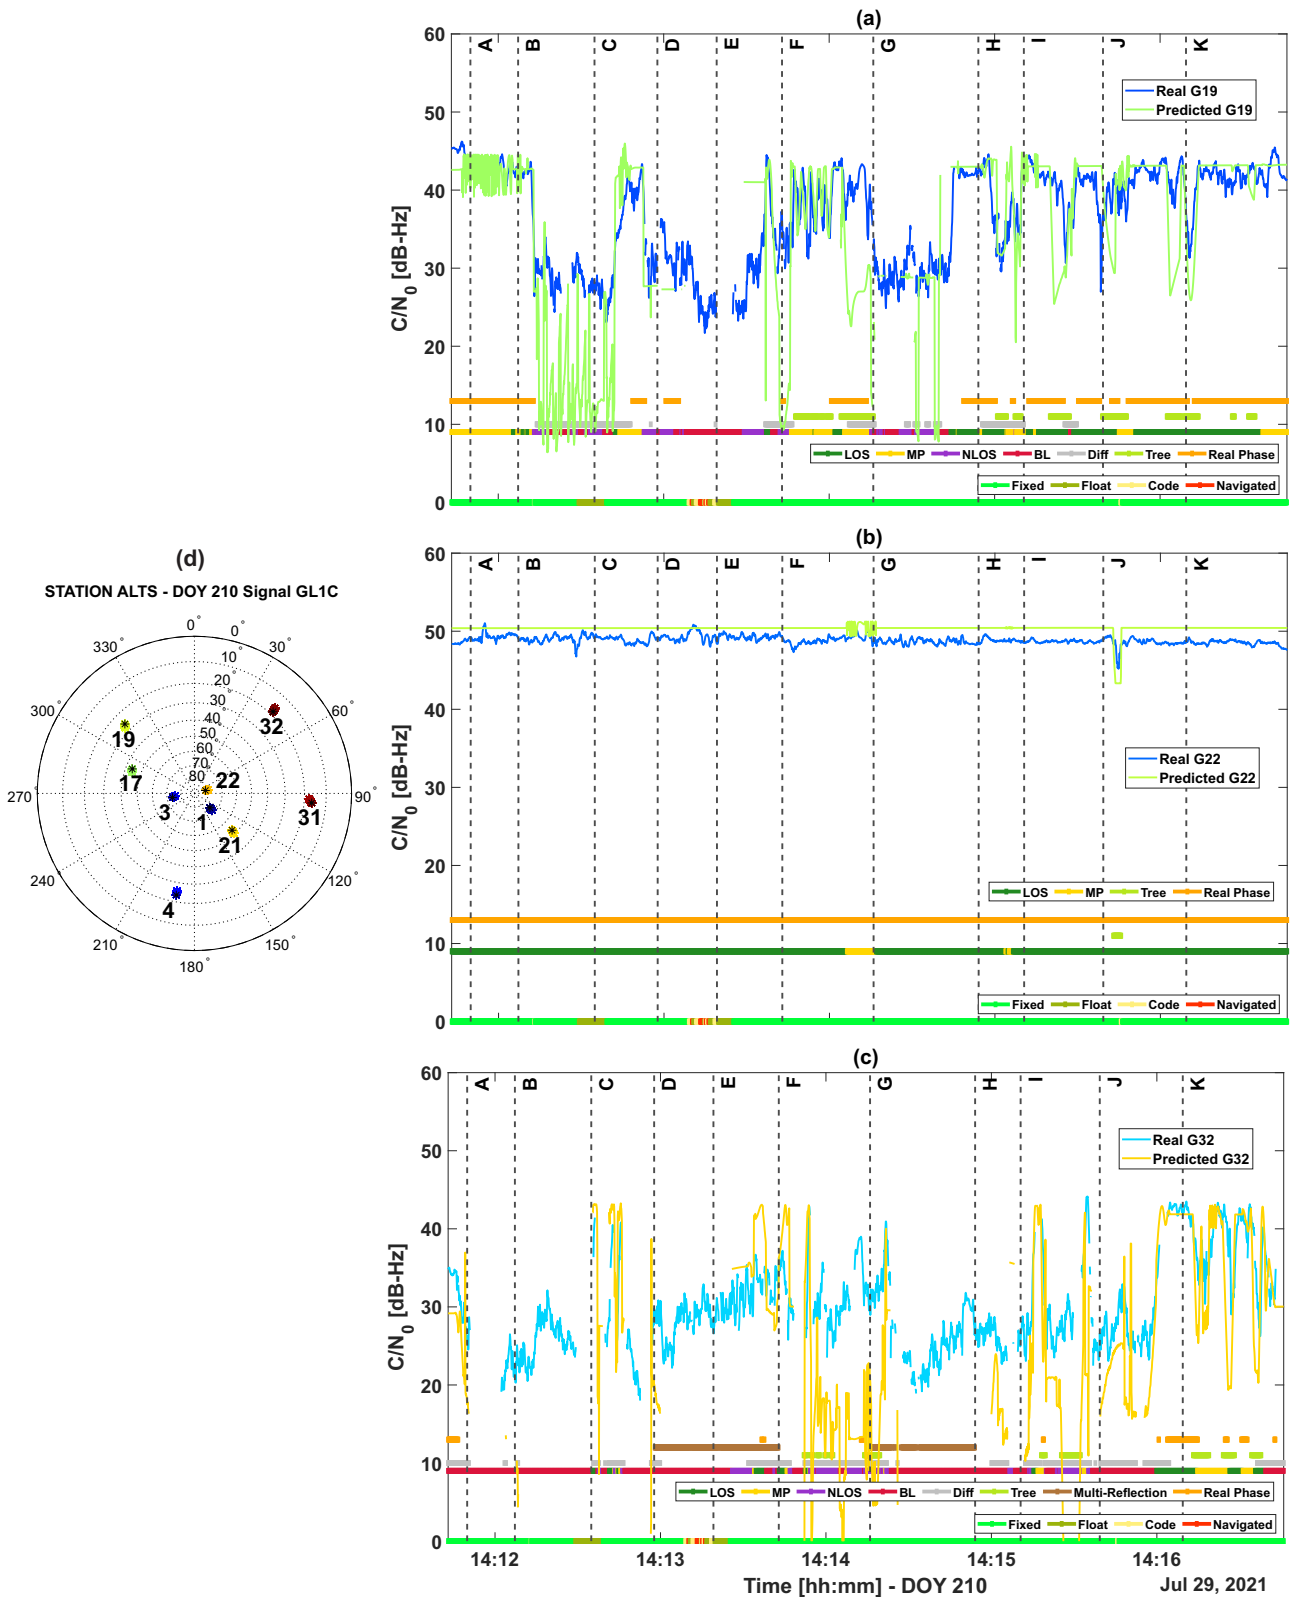 (a)
A B C D E F G H I J K
60
50
40
30
20
10
0
C/N0 [dB-Hz]
Real G19
Predicted G19
LOS MP NLOS BL Diff Tree Real Phase
Fixed Float Code Navigated
(b)
A B C D E F G H I J K
60
50
40
30
20
10
0
C/N0 [dB-Hz]
Real G22
Predicted G22
LOS MP Tree Real Phase
Fixed Float Code Navigated
(d)
STATION ALTS - DOY 210 Signal GL1C
0°
30°
60°
90°
120°
150°
180°
210°
240°
270°
300°
330°
0°
10°
20°
30°
40°
50°
60°
70°
80°
32
19
17
22
3
1
31
21
4
(c)
A B C D E F G H I J K
60
50
40
30
20
10
0
C/N0 [dB-Hz]
Real G32
Predicted G32
LOS MP NLOS BL Diff Tree Multi-Reflection Real Phase
Fixed Float Code Navigated
14:12 14:13 14:14 14:15 14:16
Time [hh:mm] - DOY 210
Jul 29, 2021